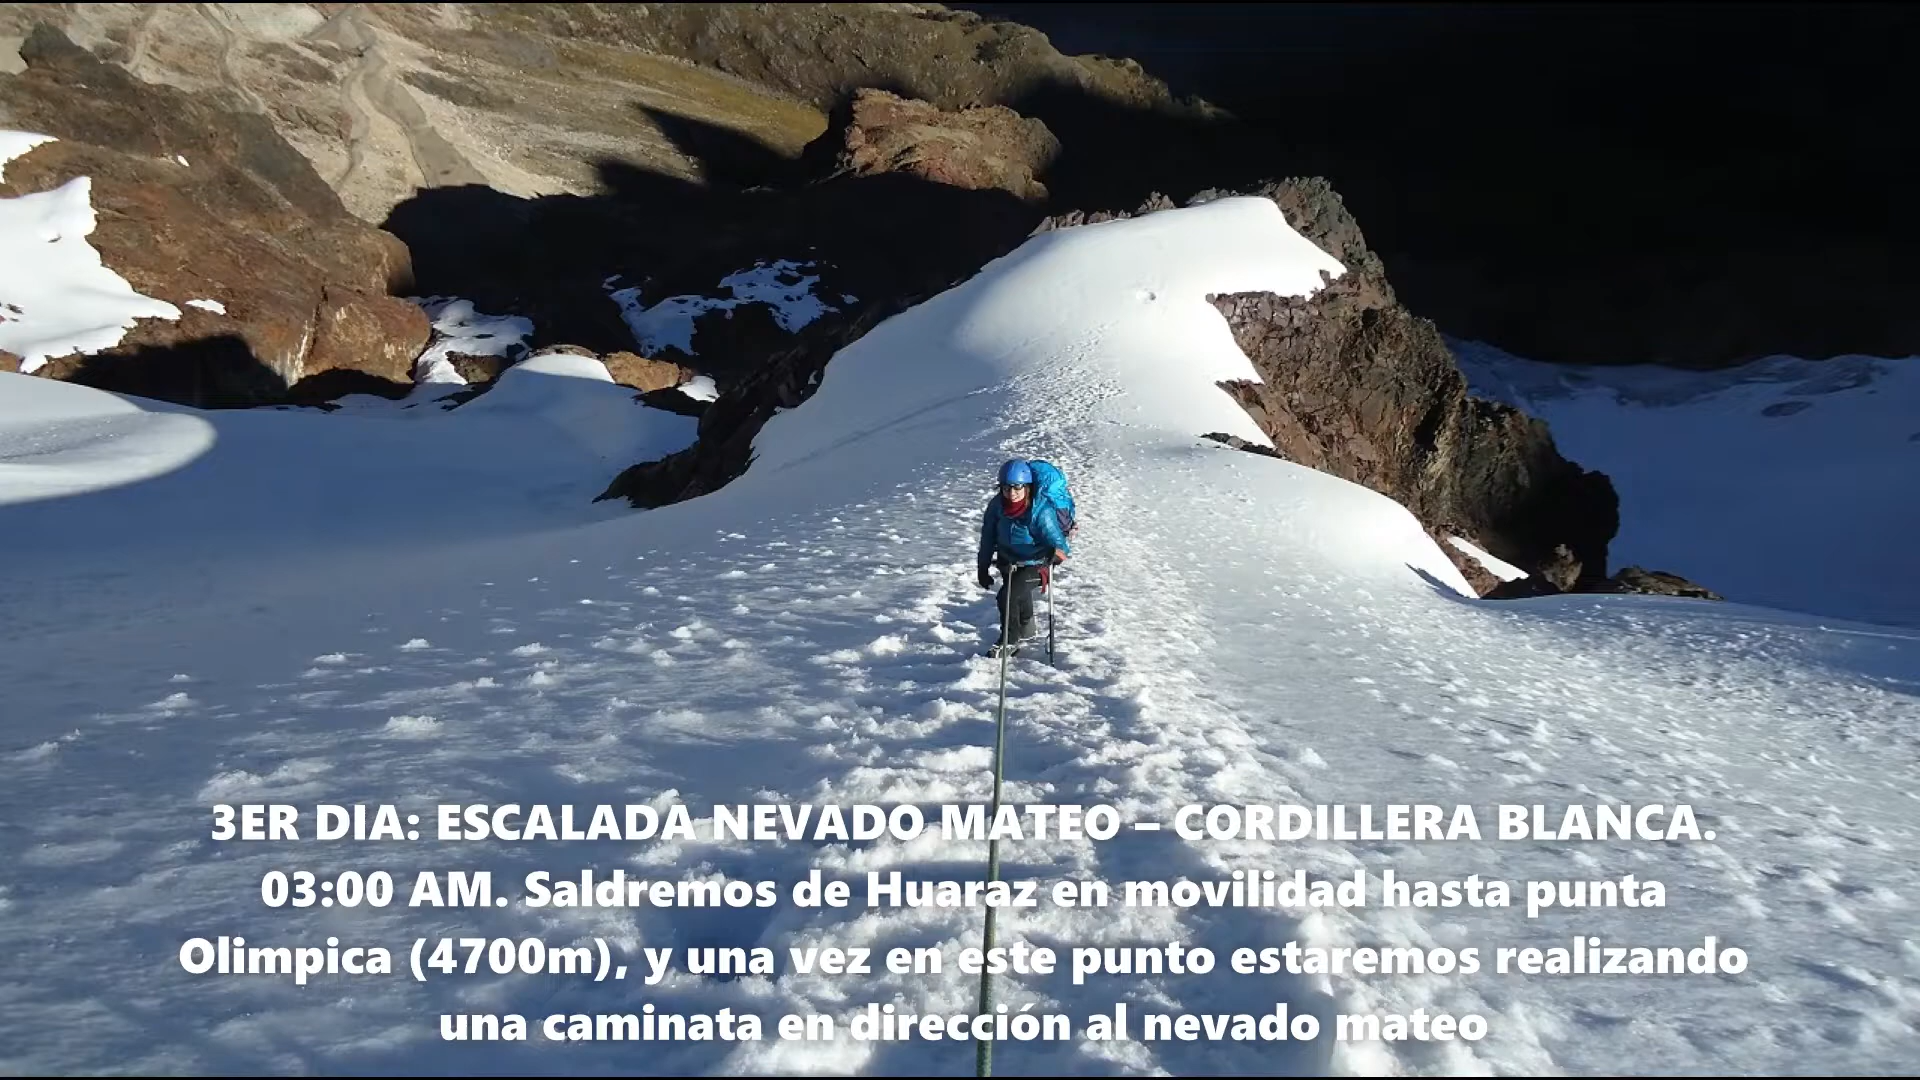 3ER DIA: ESCALADA NEVADO MATEO – CORDILLERA BLANCA.
03:00 AM. Saldremos de Huaraz en movilidad hasta punta
Olimpica (4700m), y una vez en este punto estaremos realizando
una caminata en dirección al nevado mateo